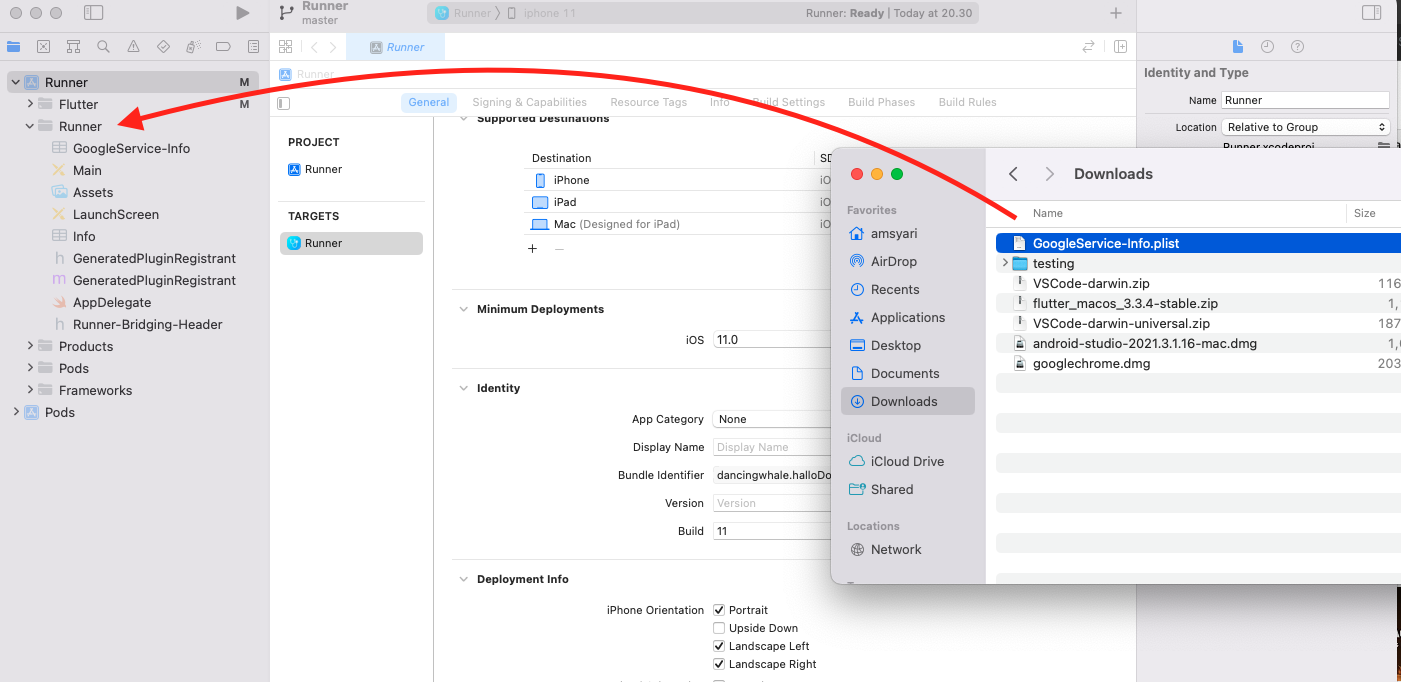 Runner
master
Runner
iphone 11
Runner: Ready | Today at 20.30
Runner M
Flutter M
Runner
GoogleService-Info
Main
Assets
LaunchScreen
Info
GeneratedPluginRegistrant
GeneratedPluginRegistrant
AppDelegate
Runner-Bridging-Header
Products
Pods
Frameworks
Pods
Runner
Runner
General Signing & Capabilities Resource Tags Info Build Settings Build Phases Build Rules
PROJECT
Runner
TARGETS
Runner
Supported Destinations
Destination
iPhone
iPad
Mac (Designed for iPad)
Minimum Deployments
iOS 11.0
Identity
App Category None
Display Name Display Name
Bundle Identifier dancingwhale.halloDo
Version Version
Build 11
Deployment Info
iPhone Orientation Portrait
Upside Down
Landscape Left
Landscape Right
Identity and Type
Name Runner
Location Relative to Group
Runner.xcodeproj
Favorites
amsyari
AirDrop
Recents
Applications
Desktop
Documents
Downloads
iCloud
iCloud Drive
Shared
Locations
Network
Downloads
Name Size
GoogleService-Info.plist
testing
VSCode-darwin.zip 116
flutter_macos_3.3.4-stable.zip 1,
VSCode-darwin-universal.zip 187
android-studio-2021.3.1.16-mac.dmg 1,
googlechrome.dmg 203